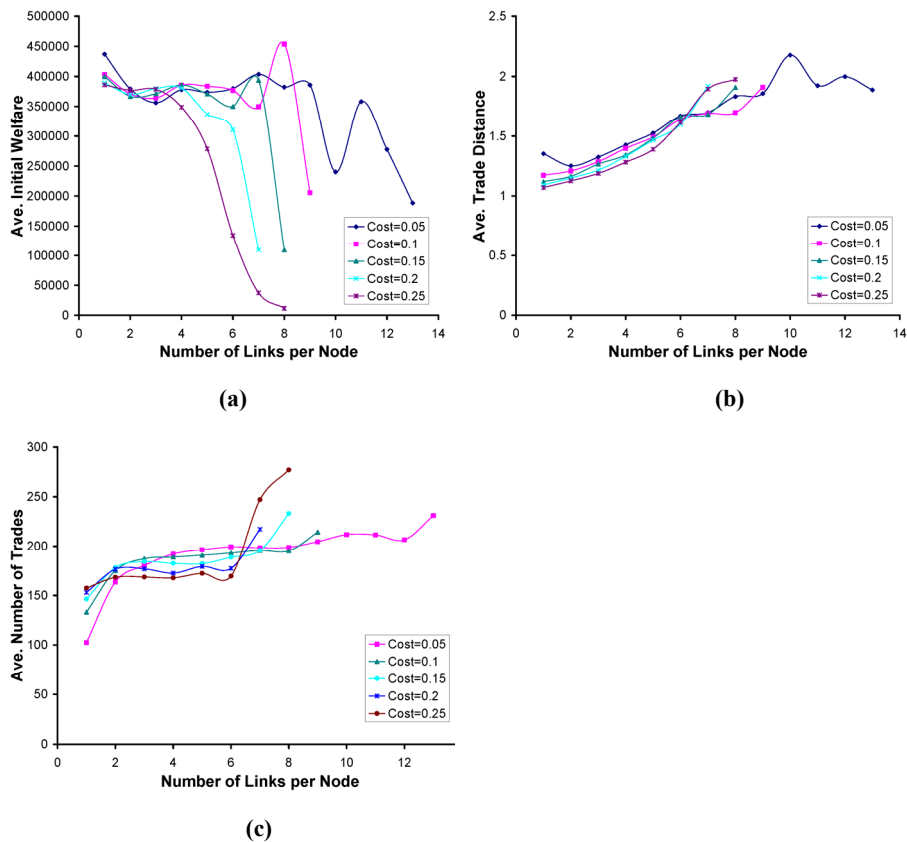 500000
450000
400000
350000
300000
250000
200000
150000
100000
50000
0
Ave. Initial Welfare
Cost=0.05
Cost=0.1
Cost=0.15
Cost=0.2
Cost=0.25
0 2 4 6 8 10 12 14
Number of Links per Node
(a)
2.5
2
1.5
1
0.5
0
Ave. Trade Distance
Cost=0.05
Cost=0.1
Cost=0.15
Cost=0.2
Cost=0.25
0 2 4 6 8 10 12 14
Number of Links per Node
(b)
300
250
200
150
100
50
0
Ave. Number of Trades
Cost=0.05
Cost=0.1
Cost=0.15
Cost=0.2
Cost=0.25
0 2 4 6 8 10 12
Number of Links per Node
(c)